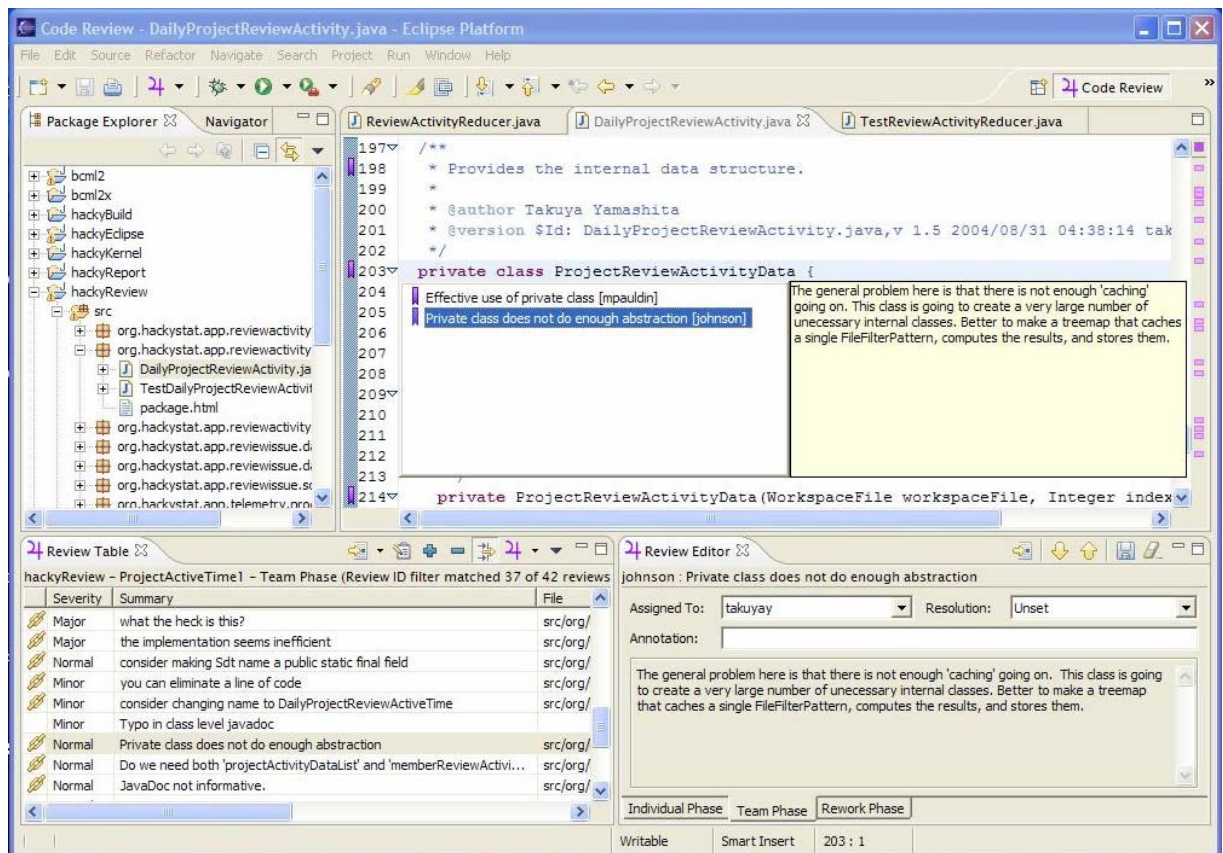 Code Review - DailyProjectReviewActivity.java - Eclipse Platform
File Edit Source Refactor Navigate Search Project Run Window Help
Code Review
Package Explorer Navigator
bcml2
bcml2x
hackyBuild
hackyEclipse
hackyKernel
hackyReport
hackyReview
src
org.hackystat.app.reviewactivity
org.hackystat.app.reviewactivity
DailyProjectReviewActivity.ja
TestDailyProjectReviewActivit
package.html
org.hackystat.app.reviewactivity
org.hackystat.app.reviewissue.d
org.hackystat.app.reviewissue.d
org.hackystat.app.reviewissue.sc
org.hackystat.app.telemetry.pro
ReviewActivityReducer.java DailyProjectReviewActivity.java TestReviewActivityReducer.java
197 /**
198 * Provides the internal data structure.
199 *
200 * @author Takuya Yamashita
201 * @version $Id: DailyProjectReviewActivity.java,v 1.5 2004/08/31 04:38:14 tak
202 */
203 private class ProjectReviewActivityData {
204
205
206
207
208
209
210
211
212
213
214 private ProjectReviewActivityData(WorkspaceFile workspaceFile, Integer index
Effective use of private class [mpauldin]
Private class does not do enough abstraction [johnson]
The general problem here is that there is not enough 'caching'
going on. This class is going to create a very large number of
unecessary internal classes. Better to make a treemap that caches
a single FileFilterPattern, computes the results, and stores them.
Review Table
hackyReview - ProjectActiveTime1 - Team Phase (Review ID filter matched 37 of 42 reviews
Severity Summary File
Major what the heck is this? src/org/
Major the implementation seems inefficient src/org/
Normal consider making Sdt name a public static final field src/org/
Minor you can eliminate a line of code src/org/
Minor consider changing name to DailyProjectReviewActiveTime src/org/
Minor Typo in class level javadoc src/org/
Normal Private class does not do enough abstraction src/org/
Normal Do we need both 'projectActivityDataList' and 'memberReviewActivi... src/org/
Normal JavaDoc not informative. src/org/
Review Editor
johnson : Private class does not do enough abstraction
Assigned To: takuyay Resolution: Unset
Annotation:
The general problem here is that there is not enough 'caching' going on. This class is going
to create a very large number of unecessary internal classes. Better to make a treemap
that caches a single FileFilterPattern, computes the results, and stores them.
Individual Phase Team Phase Rework Phase
Writable Smart Insert 203 : 1